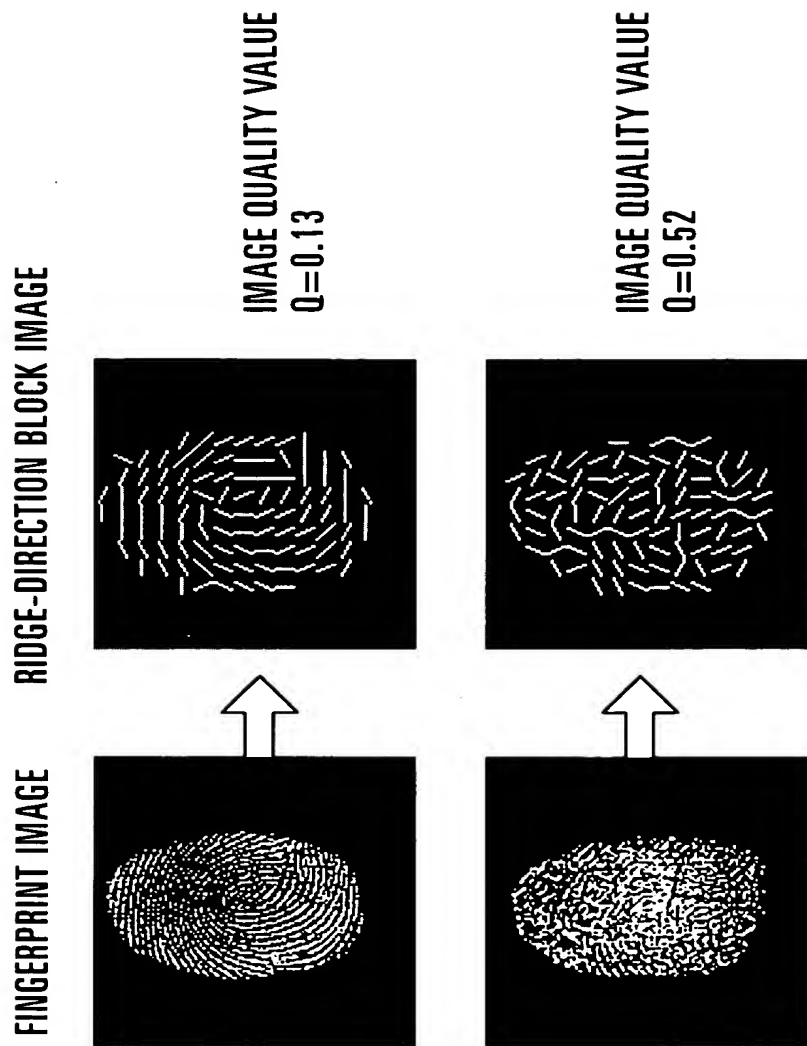 FINGERPRINT IMAGE
RIDGE-DIRECTION BLOCK IMAGE
IMAGE QUALITY VALUE
Q=0.13
IMAGE QUALITY VALUE
Q=0.52